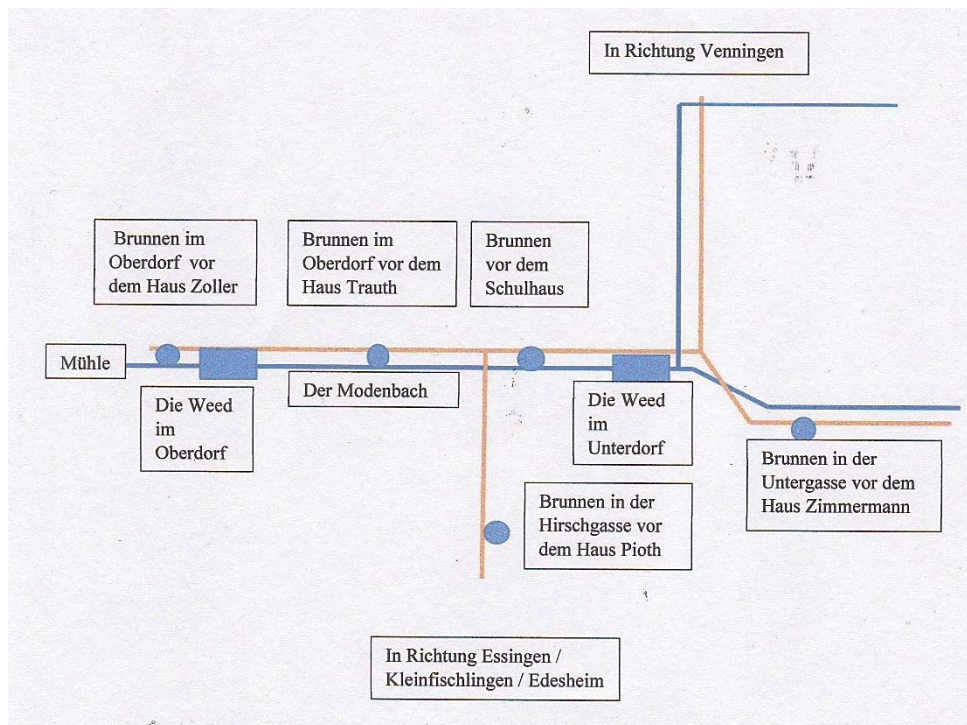 In Richtung Venningen
Brunnen im
Oberdorf vor
dem Haus Zoller
Brunnen im
Oberdorf vor dem
Haus Trauth
Brunnen
vor dem
Schulhaus
Mühle
Der Modenbach
Die Weed
im
Oberdorf
Die Weed
im
Unterdorf
Brunnen in der
Untergasse vor dem
Haus Zimmermann
Brunnen in der
Hirschgasse vor
dem Haus Pioth
In Richtung Essingen /
Kleinfischlingen / Edesheim